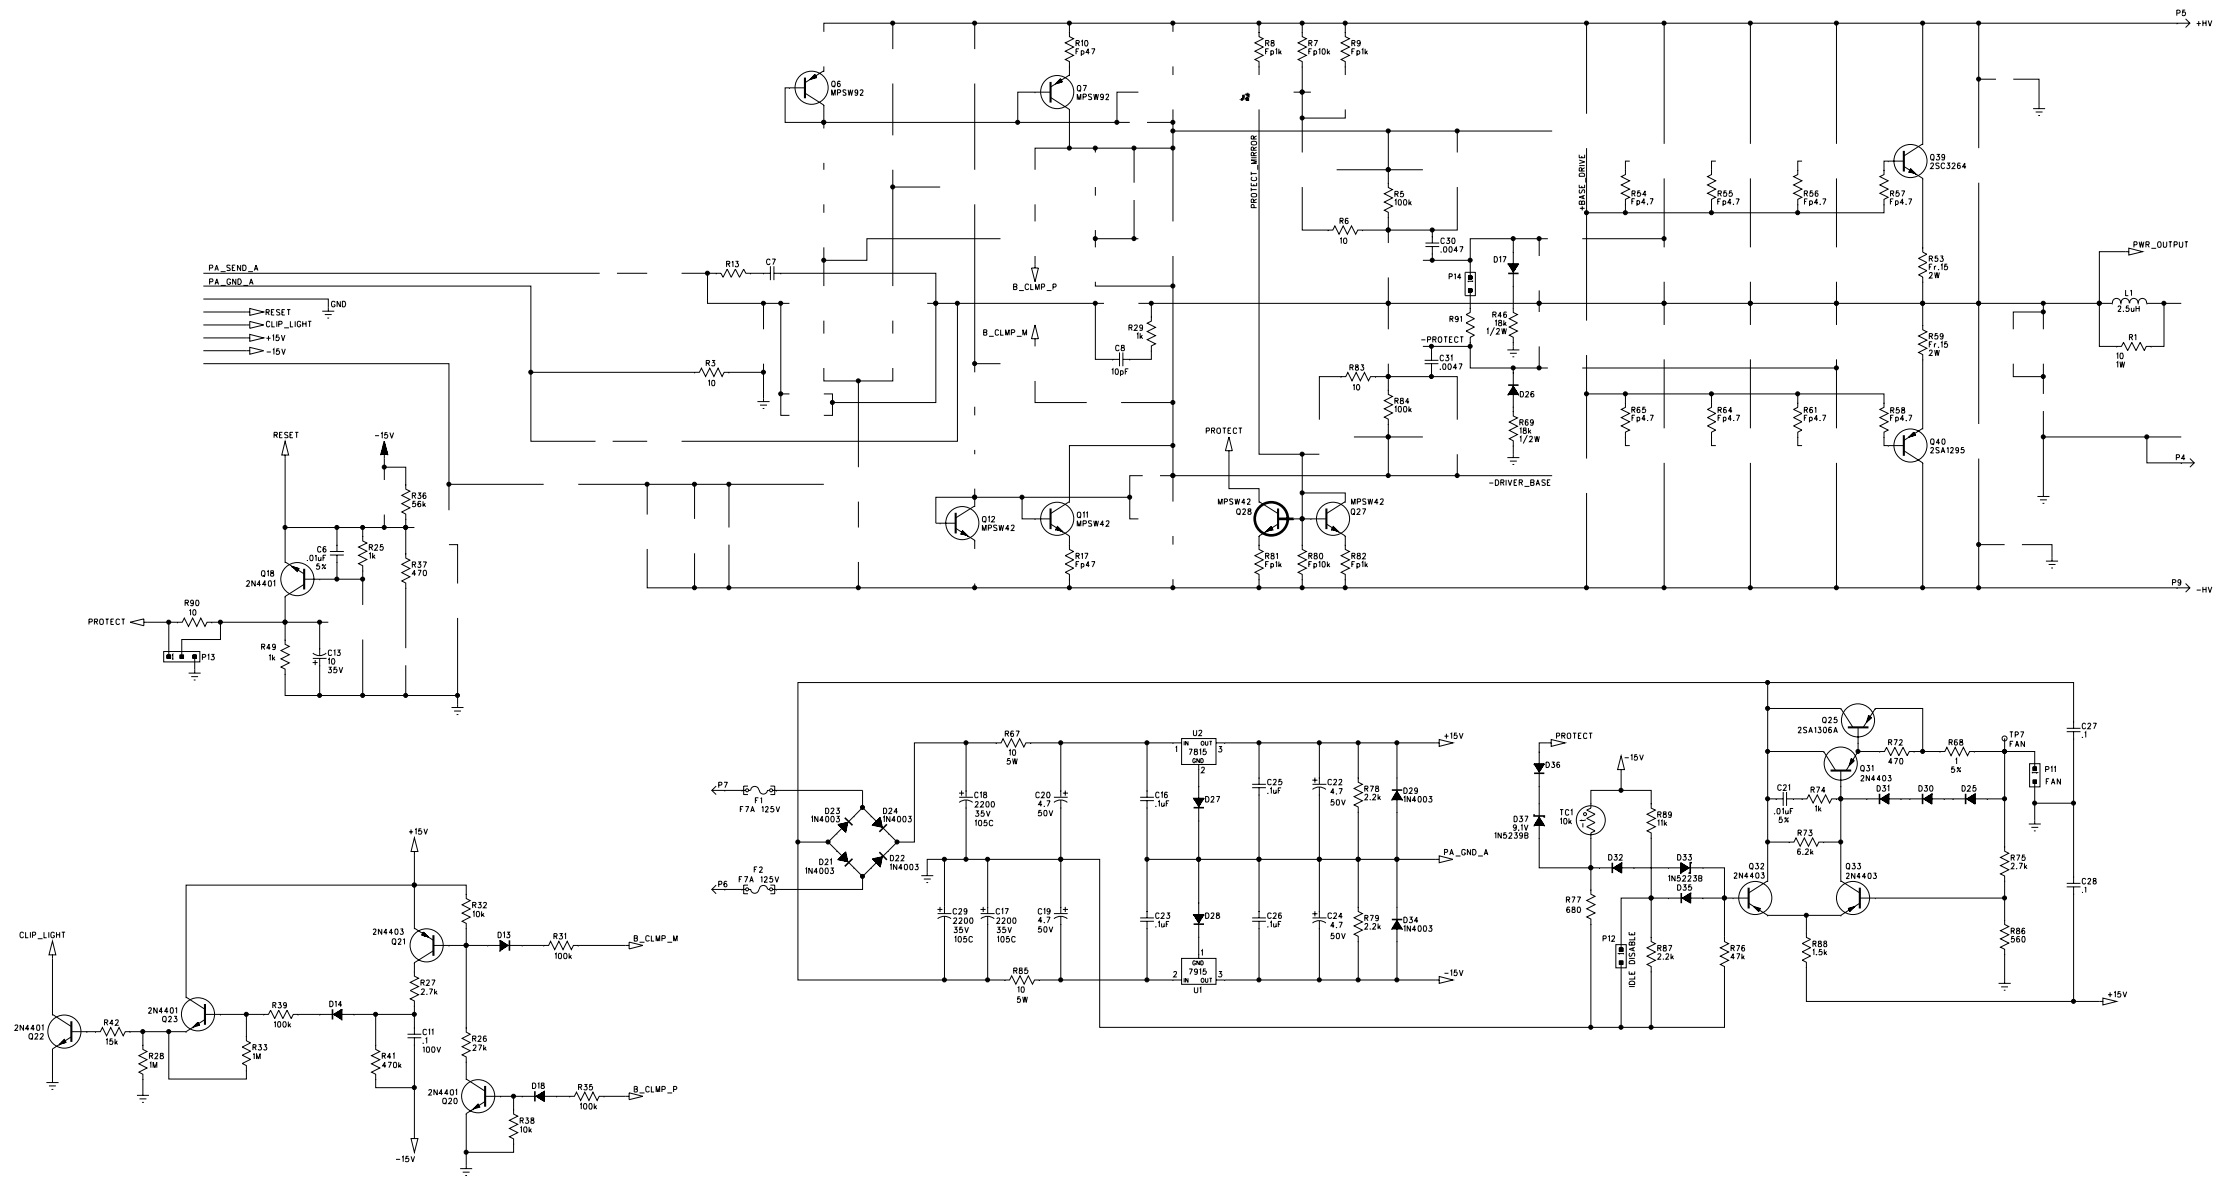 P5
+HV
R10
Fp47
R8
Fp1k
R7
Fp10k
R9
Fp1k
Q6
MPSW92
Q7
MPSW92
PROTECT_MIRROR
+BASE_DRIVE
Q39
2SC3264
R5
100k
R54
Fp4.7
R55
Fp4.7
R56
Fp4.7
R57
Fp4.7
R6
10
C30
.0047
PWR_OUTPUT
PA_SEND_A
R13
C7
D17
P14
R53
Fr.15
2W
PA_GND_A
B_CLMP_P
L1
2.5uH
GND
RESET
CLIP_LIGHT
+15V
-15V
B_CLMP_M
R29
1k
R91
R46
18k
1/2W
C8
10pF
-PROTECT
C31
.0047
R59
Fr.15
2W
R1
10
1W
R3
10
R83
10
R84
100k
D26
R69
18k
1/2W
R65
Fp4.7
R64
Fp4.7
R61
Fp4.7
R58
Fp4.7
Q40
2SA1295
RESET
-15V
PROTECT
P4
R36
56k
-DRIVER_BASE
MPSW42
Q28
MPSW42
Q27
Q12
MPSW42
Q11
MPSW42
C6
.01uF
5%
R25
1k
R37
470
Q18
2N4401
R17
Fp47
R81
Fp1k
R80
Fp10k
R82
Fp1k
P9
-HV
R90
10
PROTECT
P13
R49
1k
C13
10
35V
Q25
2SA1306A
C27
.1
R67
10
5W
U2
7815
IN
OUT
GND
1
3
2
+15V
PROTECT
D36
-15V
R72
470
R68
1
5%
TP7
FAN
Q31
2N4403
P11
FAN
P7
F1
F7A 125V
D23
1N4003
D24
1N4003
C18
2200
35V
105C
C20
4.7
50V
C16
.1uF
D27
C25
.1uF
C22
4.7
50V
R78
2.2k
D29
1N4003
D37
9.1V
1N5239B
TC1
10k
R89
11k
C21
.01uF
5%
R74
1k
D31
D30
D25
R73
6.2k
+15V
D21
1N4003
D22
1N4003
PA_GND_A
D32
D33
1N5223B
D35
Q32
2N4403
Q33
2N4403
R75
2.7k
C28
.1
P6
F2
F7A 125V
R32
10k
C29
2200
35V
105C
C17
2200
35V
105C
C19
4.7
50V
C23
.1uF
D28
C26
.1uF
C24
4.7
50V
R79
2.2k
D34
1N4003
R77
680
CLIP_LIGHT
2N4403
Q21
D13
R31
100k
B_CLMP_M
P12
IDLE DISABLE
R87
2.2k
R76
47k
R88
1.5k
R86
560
R85
10
5W
1
GND
7915
IN
OUT
2
3
U1
-15V
+15V
R27
2.7k
2N4401
Q23
R39
100k
D14
2N4401
Q22
R42
15k
C11
.1
100V
R26
27k
R28
1M
R33
1M
R41
470k
2N4401
Q20
D18
R35
100k
B_CLMP_P
R38
10k
-15V